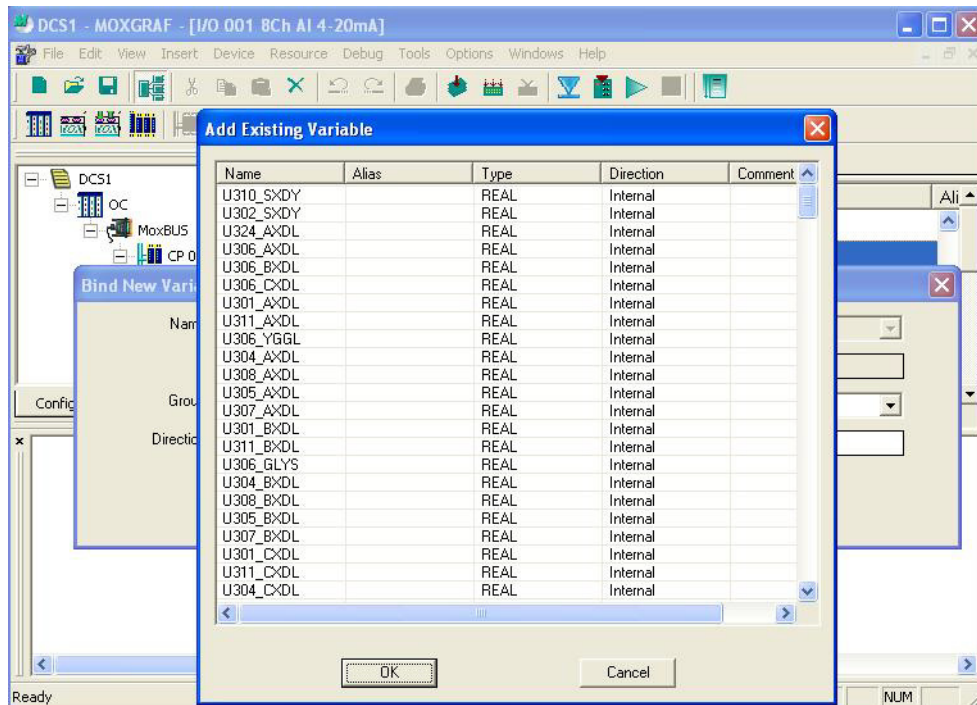 DCS1 - MOXGRAF - [I/O 001 8Ch AI 4-20mA]
File Edit View Insert Device Resource Debug Tools Options Windows Help
Add Existing Variable
Name Alias Type Direction Comment
U310_SXDY REAL Internal
U302_SXDY REAL Internal
U324_AXDL REAL Internal
U306_AXDL REAL Internal
U306_BXDL REAL Internal
U306_CXDL REAL Internal
U301_AXDL REAL Internal
U311_AXDL REAL Internal
U306_YGGL REAL Internal
U304_AXDL REAL Internal
U308_AXDL REAL Internal
U305_AXDL REAL Internal
U307_AXDL REAL Internal
U301_BXDL REAL Internal
U311_BXDL REAL Internal
U306_GLYS REAL Internal
U304_BXDL REAL Internal
U308_BXDL REAL Internal
U305_BXDL REAL Internal
U307_BXDL REAL Internal
U301_CXDL REAL Internal
U311_CXDL REAL Internal
U304_CXDL REAL Internal
OK Cancel
DCS1
OC
MoxBUS
CP 0
Ali
Bind New Vari
Nam
Grou
Directio
Config
Ready NUM